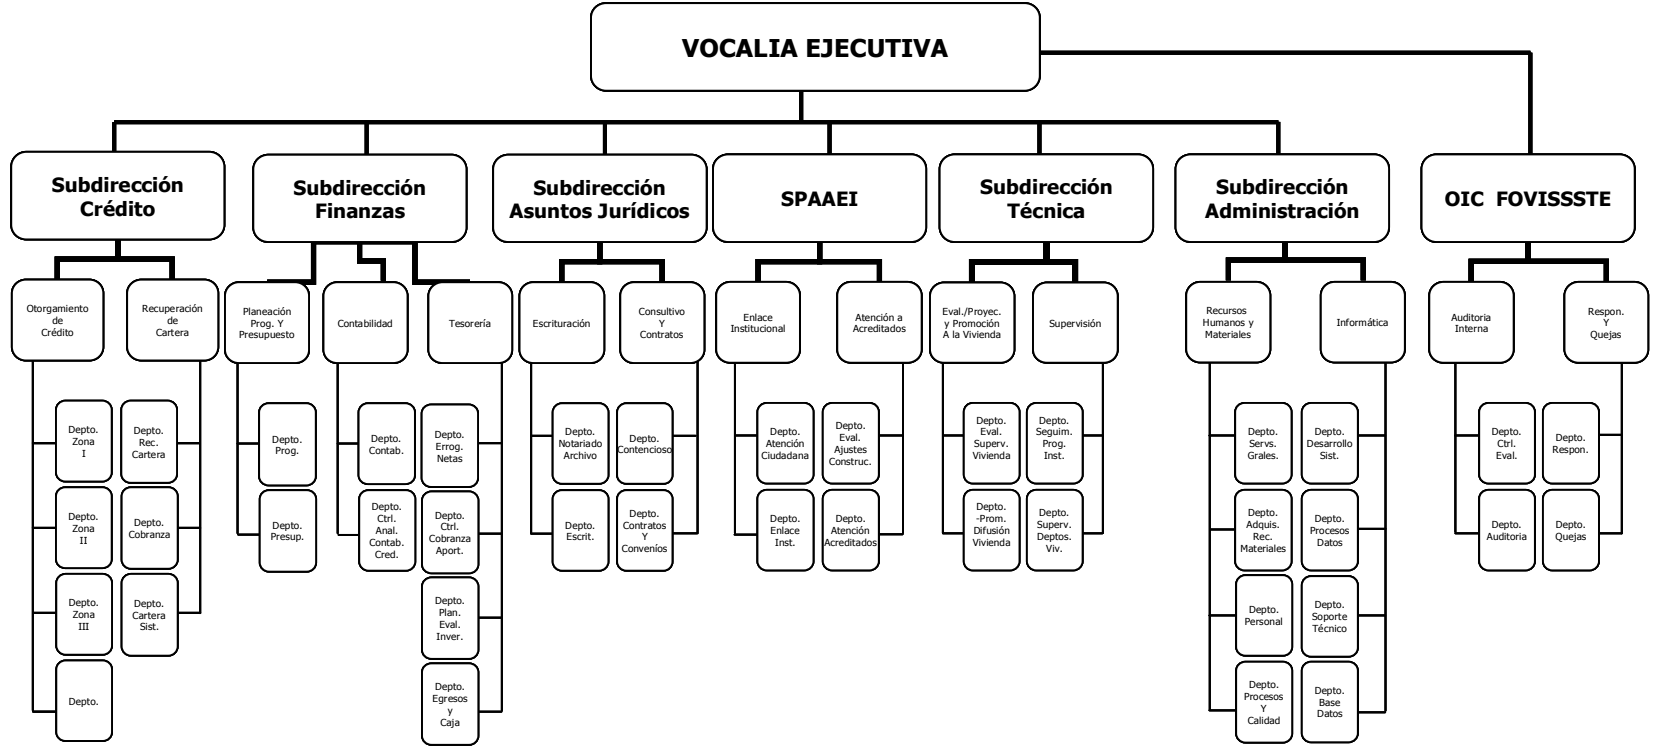 VOCALIA EJECUTIVA
Subdirección
Crédito
Subdirección
Finanzas
Subdirección
Asuntos Jurídicos
SPAAEI
Subdirección
Técnica
Subdirección
Administración
OIC FOVISSSTE
Otorgamiento
de
Crédito
Recuperación
de
Cartera
Planeación
Prog. Y
Presupuesto
Contabilidad
Tesorería
Escrituración
Consultivo
Y
Contratos
Enlace
Institucional
Atención a
Acreditados
Eval./Proyec.
y Promoción
A la Vivienda
Supervisión
Recursos
Humanos y
Materiales
Informática
Auditoria
Interna
Respon.
Y
Quejas
Depto.
Zona
I
Depto.
Rec.
Cartera
Depto.
Prog.
Depto.
Contab.
Depto.
Errog.
Netas
Depto.
Notariado
Archivo
Depto.
Contencioso
Depto.
Atención
Ciudadana
Depto.
Eval.
Ajustes
Construc.
Depto.
Eval.
Superv.
Vivienda
Depto.
Seguim.
Prog.
Inst.
Depto.
Servs.
Grales.
Depto.
Desarrollo
Sist.
Depto.
Ctrl.
Eval.
Depto.
Respon.
Depto.
Zona
II
Depto.
Cobranza
Depto.
Presup.
Depto.
Ctrl.
Anal.
Contab.
Cred.
Depto.
Ctrl.
Cobranza
Aport.
Depto.
Escrit.
Depto.
Contratos
Y
Conveníos
Depto.
Enlace
Inst.
Depto.
Atención
Acreditados
Depto.
-Prom.
Difusión
Vivienda
Depto.
Superv.
Deptos.
Viv.
Depto.
Adquis.
Rec.
Materiales
Depto.
Procesos
Datos
Depto.
Auditoria
Depto.
Quejas
Depto.
Zona
III
Depto.
Cartera
Sist.
Depto.
Plan.
Eval.
Inver.
Depto.
Personal
Depto.
Soporte
Técnico
Depto.
Depto.
Egresos
y
Caja
Depto.
Procesos
Y
Calidad
Depto.
Base
Datos